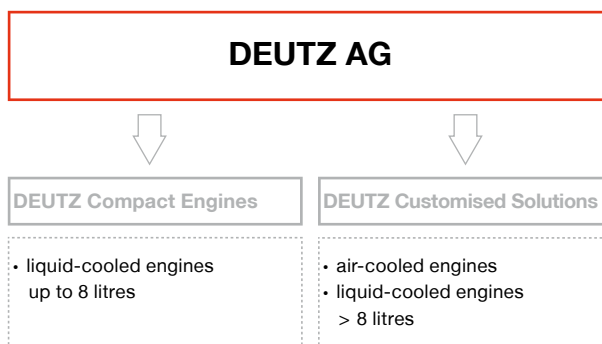 DEUTZ AG
DEUTZ Compact Engines
• liquid-cooled engines
up to 8 litres
DEUTZ Customised Solutions
• air-cooled engines
• liquid-cooled engines
> 8 litres